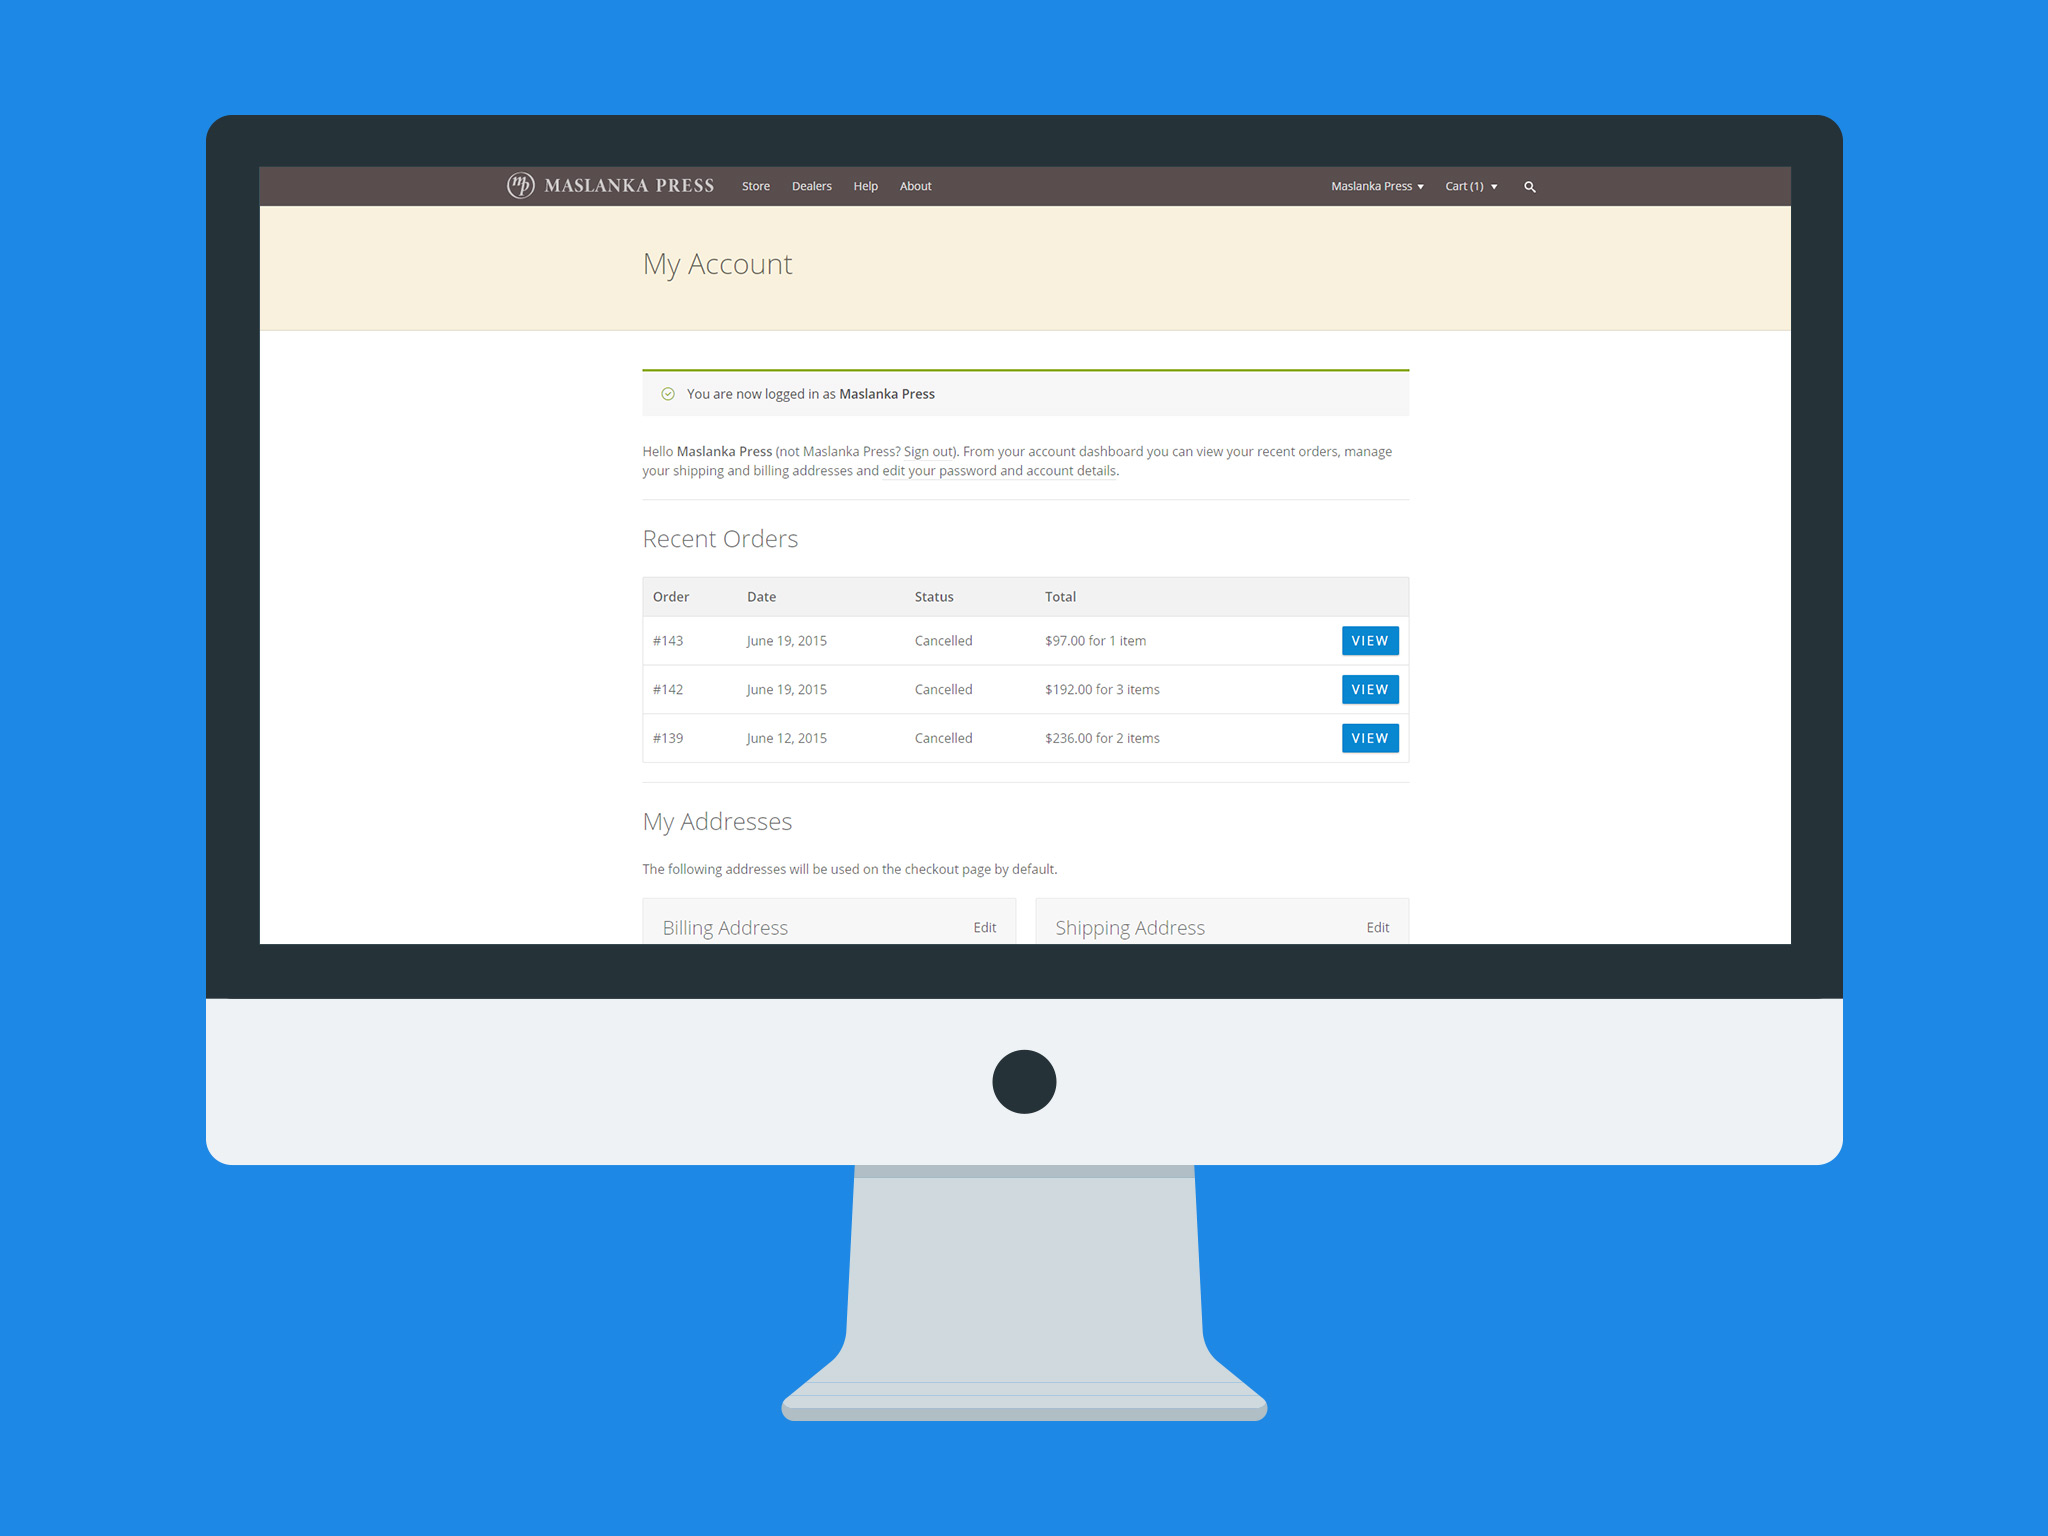 mp MASLANKA PRESS Store Dealers Help About Maslanka Press Cart (1)
My Account
You are now logged in as Maslanka Press
Hello Maslanka Press (not Maslanka Press? Sign out). From your account dashboard you can view your recent orders, manage
your shipping and billing addresses and edit your password and account details.
Recent Orders
Order Date Status Total
#143 June 19, 2015 Cancelled $97.00 for 1 item VIEW
#142 June 19, 2015 Cancelled $192.00 for 3 items VIEW
#139 June 12, 2015 Cancelled $236.00 for 2 items VIEW
My Addresses
The following addresses will be used on the checkout page by default.
Billing Address Edit Shipping Address Edit